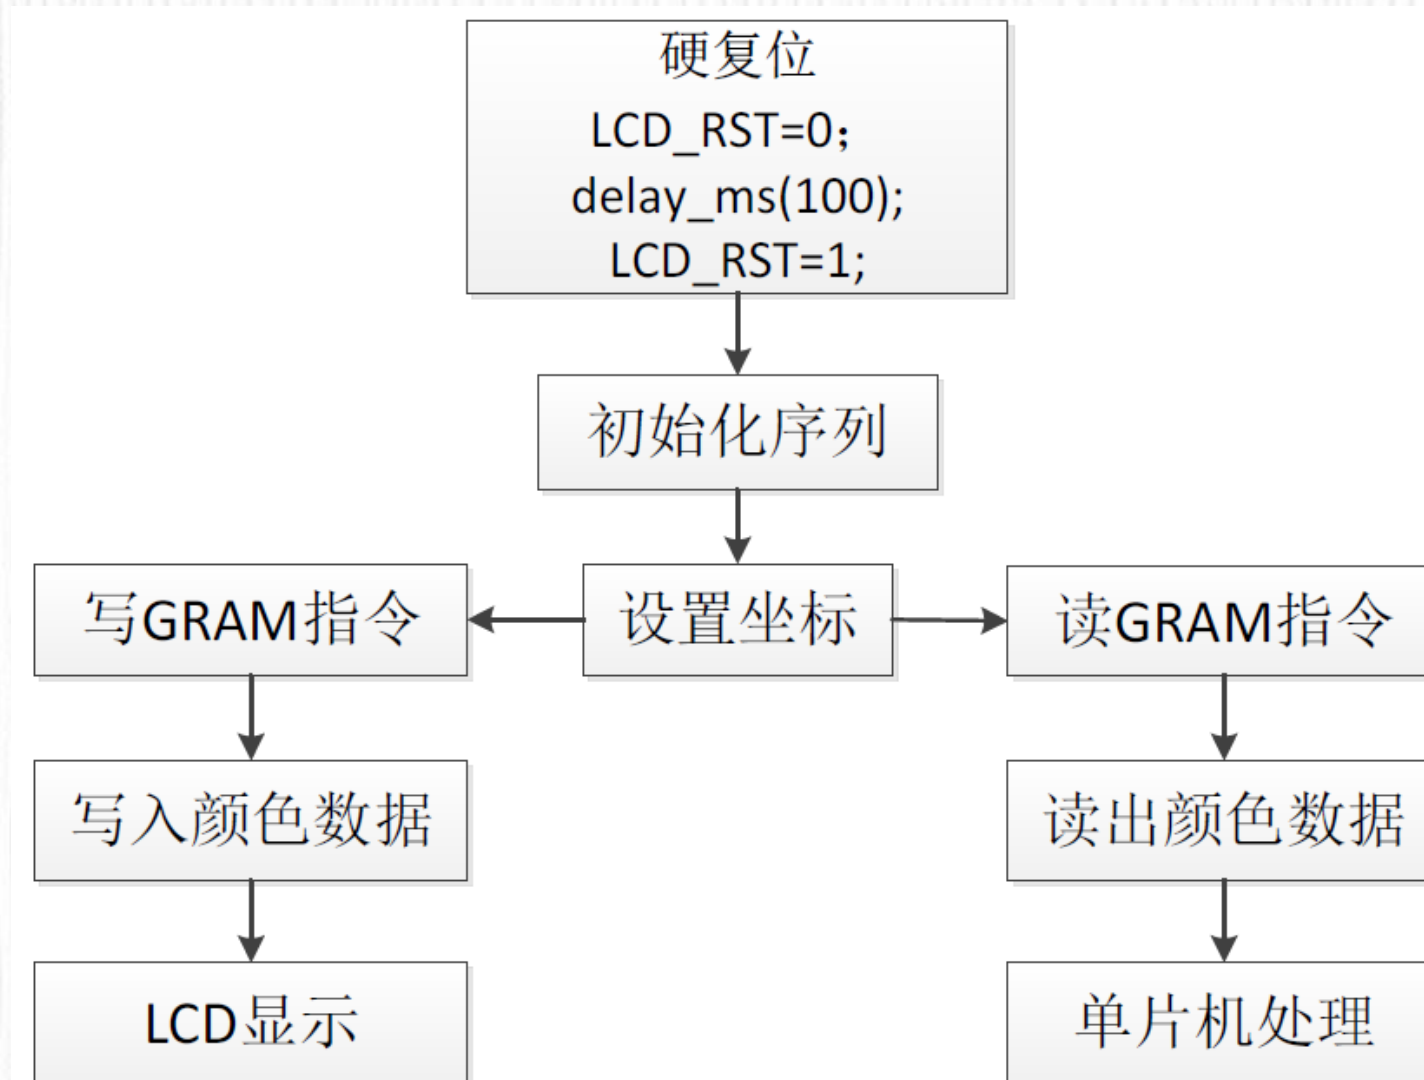 硬复位
LCD_RST=0；
delay_ms(100);
LCD_RST=1;
初始化序列
写GRAM指令
设置坐标
读GRAM指令
写入颜色数据
读出颜色数据
LCD显示
单片机处理